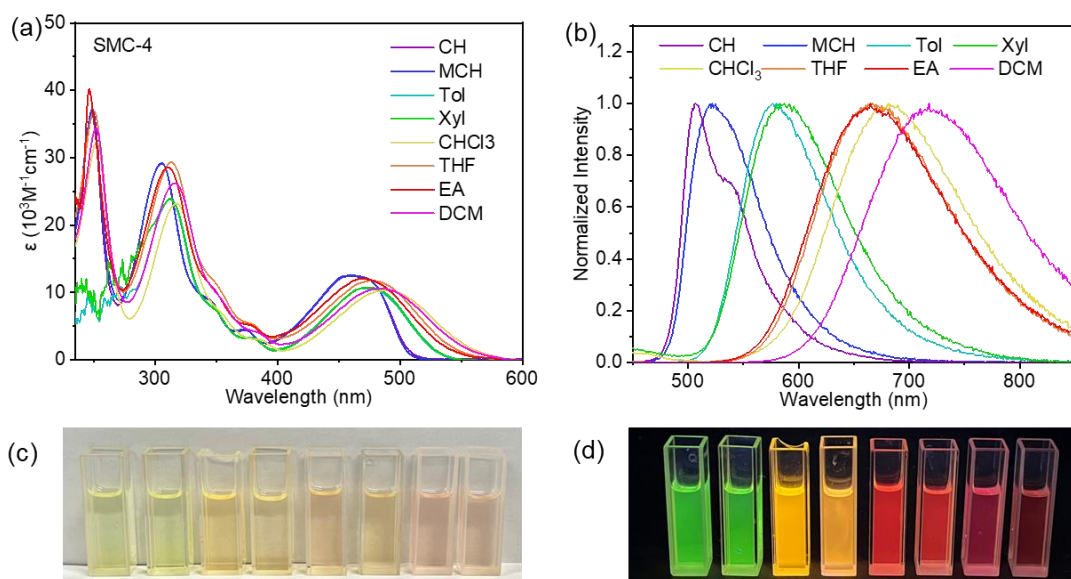 (a)
SMC-4
CH
MCH
Tol
Xyl
CHCl3
THF
EA
DCM
50
40
30
20
10
0
ε (10³M⁻¹cm⁻¹)
300 400 500 600
Wavelength (nm)
(b)
CH MCH Tol Xyl
CHCl₃ THF EA DCM
1.2
1.0
0.8
0.6
0.4
0.2
0.0
Normalized Intensity
500 600 700 800
Wavelength (nm)
(c)
(d)